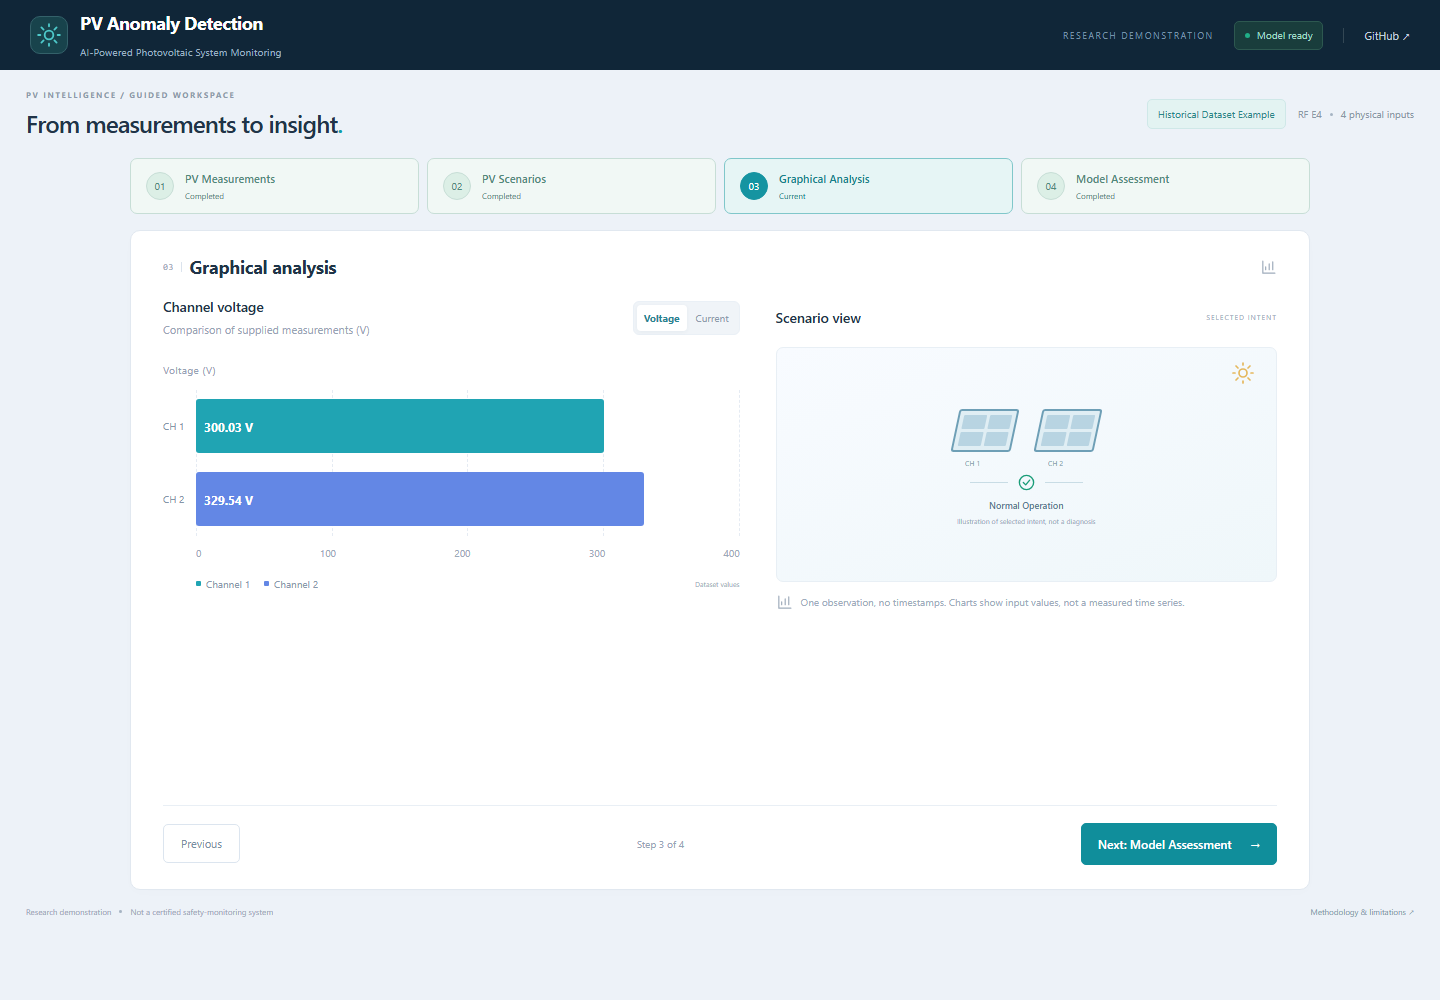 PV Anomaly Detection
AI-Powered Photovoltaic System Monitoring
RESEARCH DEMONSTRATION
Model ready
GitHub ↗
PV INTELLIGENCE / GUIDED WORKSPACE
From measurements to insight.
Historical Dataset Example
RF E4 • 4 physical inputs
01
PV Measurements
Completed
02
PV Scenarios
Completed
03
Graphical Analysis
Current
04
Model Assessment
Completed
03 | Graphical analysis
Channel voltage
Comparison of supplied measurements (V)
Voltage
Current
Voltage (V)
CH 1
300.03 V
CH 2
329.54 V
0 100 200 300 400
Channel 1
Channel 2
Dataset values
Scenario view
SELECTED INTENT
CH 1
CH 2
Normal Operation
Illustration of selected intent, not a diagnosis
One observation, no timestamps. Charts show input values, not a measured time series.
Previous
Step 3 of 4
Next: Model Assessment →
Research demonstration • Not a certified safety-monitoring system
Methodology & limitations ↗